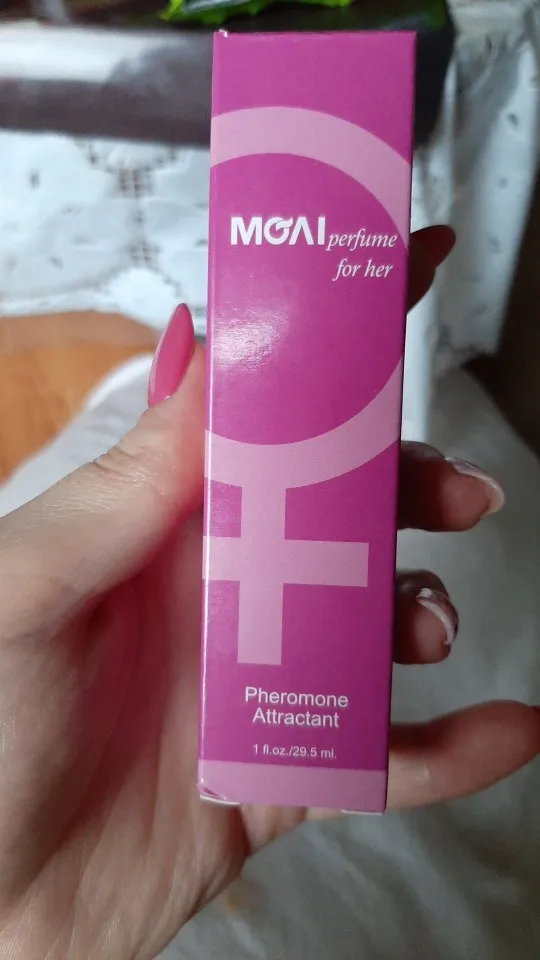 MOAI perfume
for her
Pheromone
Attractant
1 fl.oz./29.5 ml.